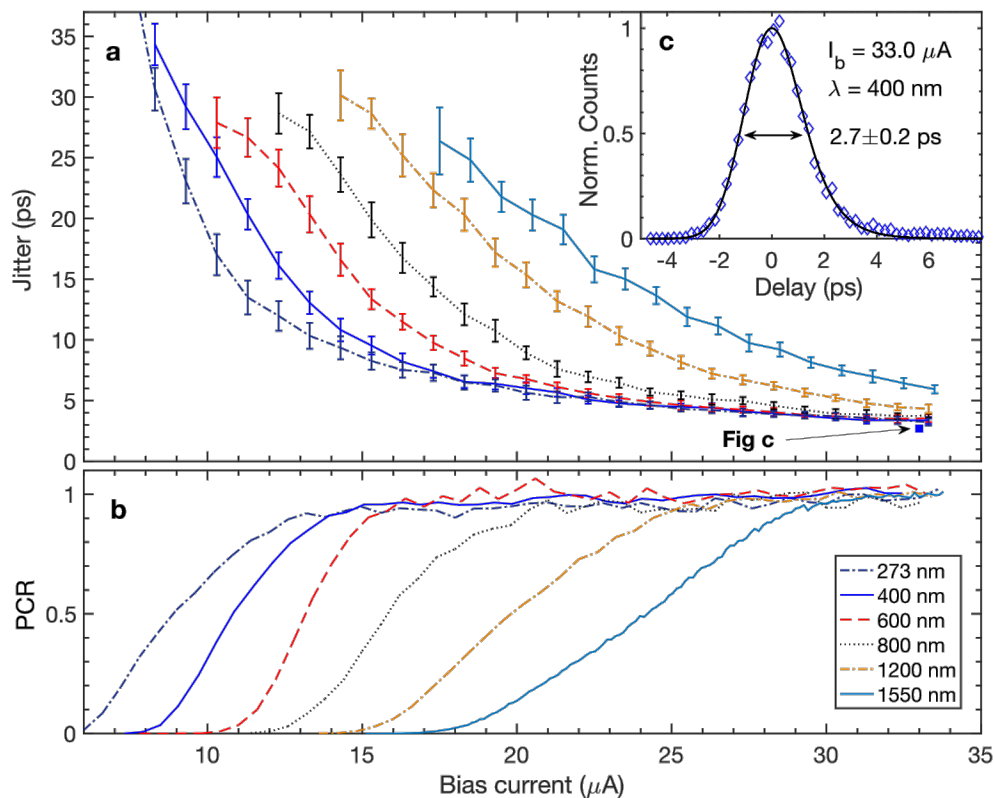 a
Jitter (ps)
35
30
25
20
15
10
5
0
c
Norm. Counts
1
0.5
0
-4 -2 0 2 4 6
Delay (ps)
I_b = 33.0 μA
λ = 400 nm
2.7±0.2 ps
Fig c
b
PCR
1
0.5
0
10 15 20 25 30 35
Bias current (μA)
273 nm
400 nm
600 nm
800 nm
1200 nm
1550 nm